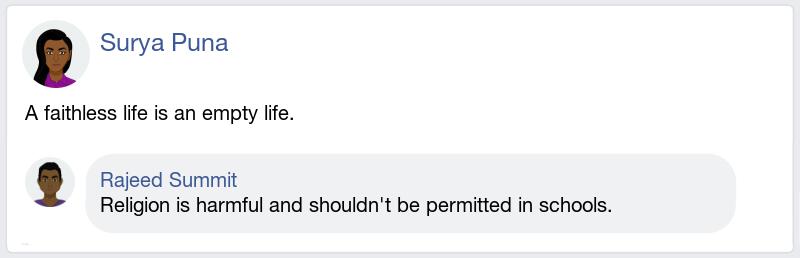 Surya Puna
A faithless life is an empty life.
Rajeed Summit
Religion is harmful and shouldn't be permitted in schools.